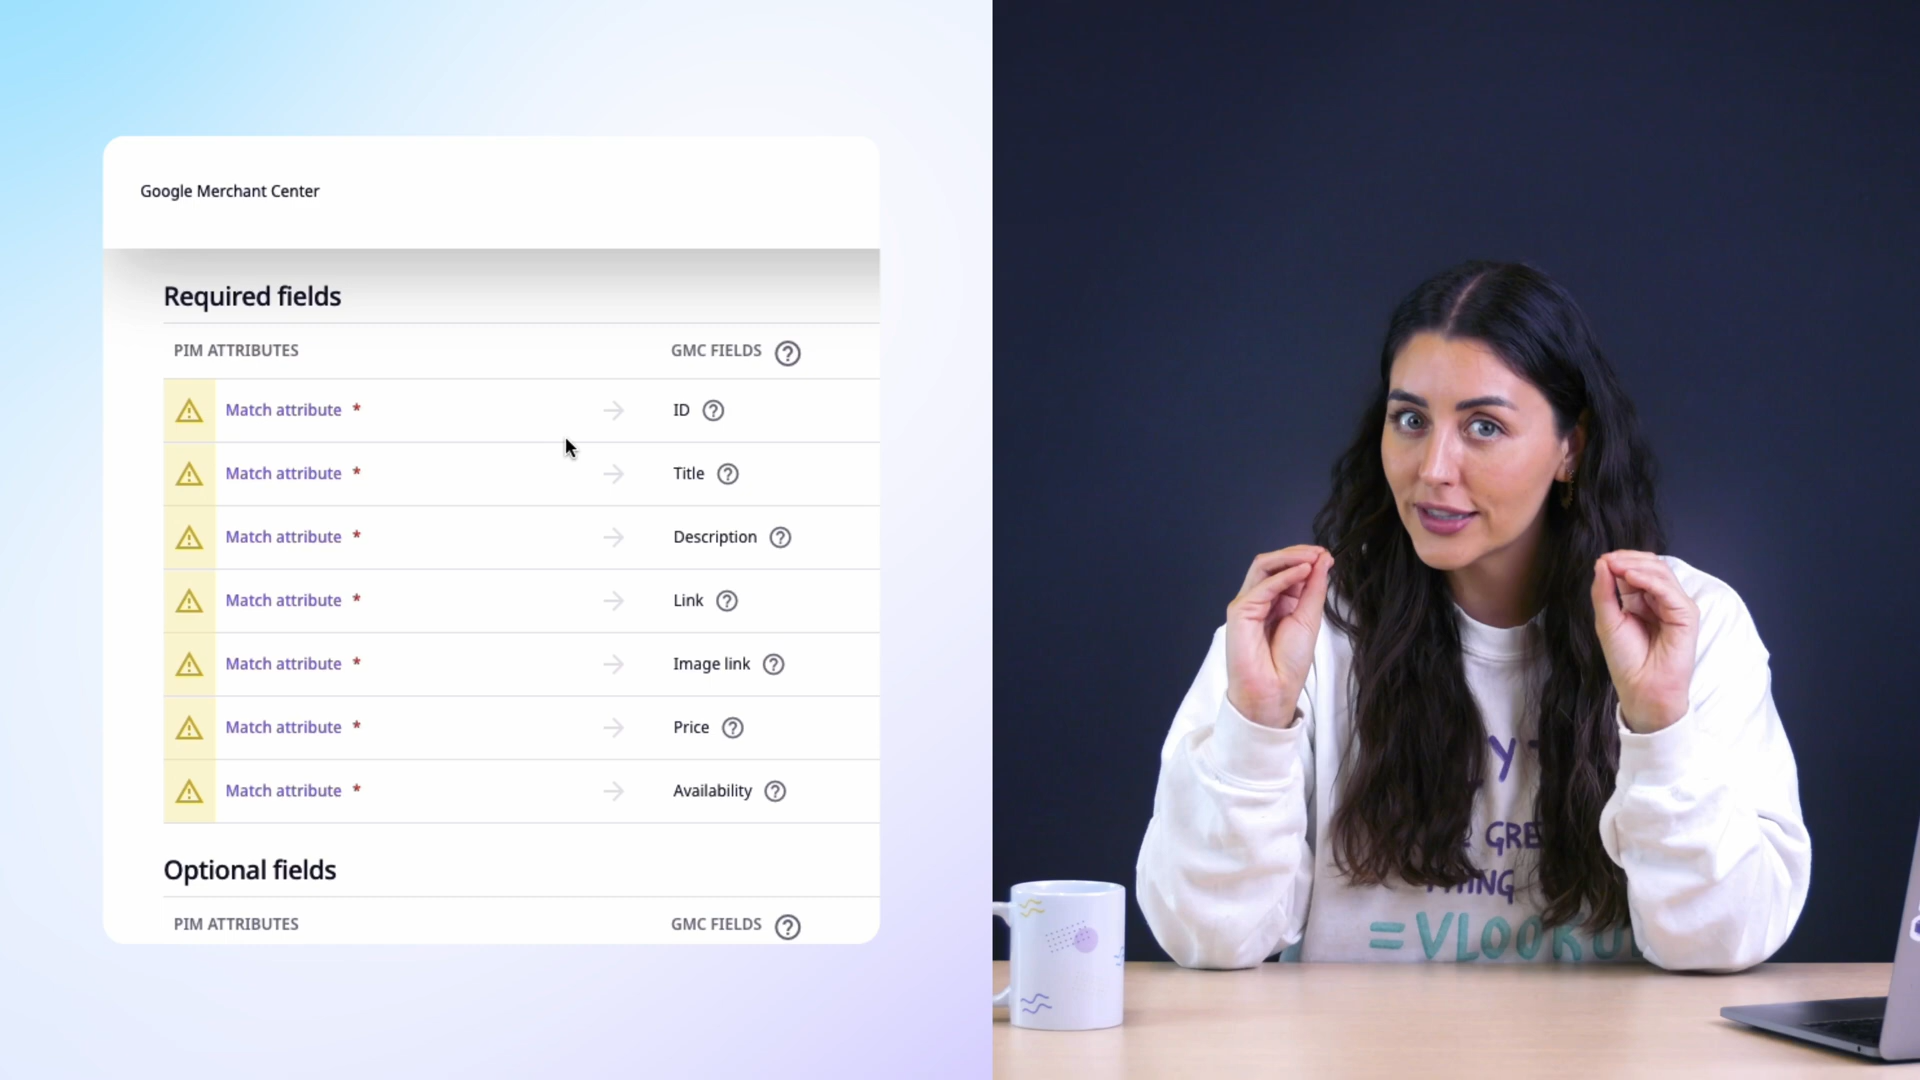 Google Merchant Center
Required fields
PIM ATTRIBUTES GMC FIELDS
Match attribute * ID
Match attribute * Title
Match attribute * Description
Match attribute * Link
Match attribute * Image link
Match attribute * Price
Match attribute * Availability
Optional fields
PIM ATTRIBUTES GMC FIELDS
=VLOOKU